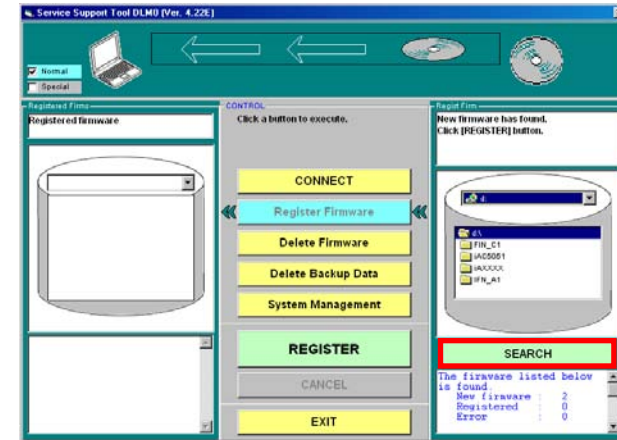 Service Support Tool DLM0 (Ver. 4.22E)
Normal
Special
Registered Firms
Registered firmware
CONTROL
Click a button to execute.
CONNECT
Register Firmware
Delete Firmware
Delete Backup Data
System Management
REGISTER
CANCEL
EXIT
Regist Firm
New firmware has found.
Click [REGISTER] button.
d:
d:\
FIN_C1
iAC5051
iAXXXX
IFN_A1
SEARCH
The firmware listed below
is found.
New firmware : 2
Registered : 0
Error : 0